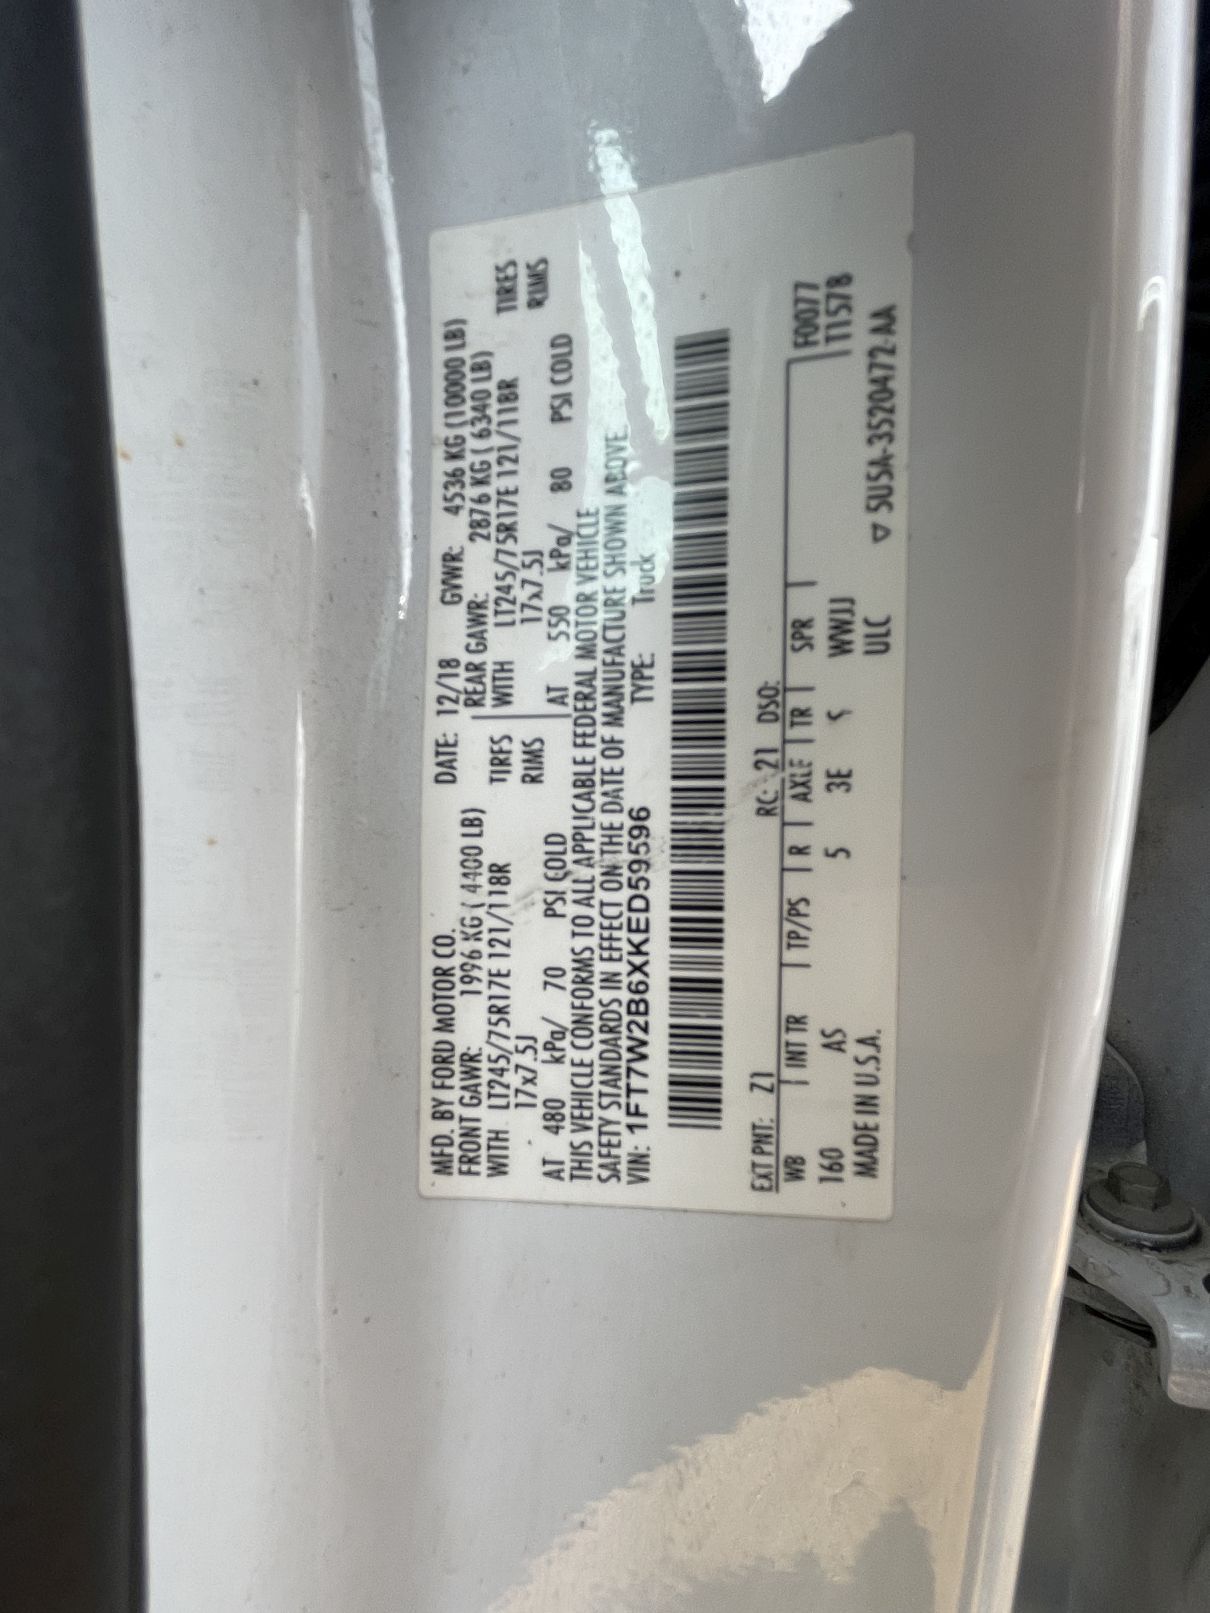 MFD. BY FORD MOTOR CO. DATE: 12/18 GVWR: 4536 KG (10000 LB)
FRONT GAWR: 1996 KG ( 4400 LB) REAR GAWR: 2876 KG ( 6340 LB)
WITH LT245/75R17E 121/118R TIRES WITH LT245/75R17E 121/118R TIRES
17x7.5J RIMS 17x7.5J RIMS
AT 480 kPa/ 70 PSI COLD AT 550 kPa/ 80 PSI COLD
THIS VEHICLE CONFORMS TO ALL APPLICABLE FEDERAL MOTOR VEHICLE
SAFETY STANDARDS IN EFFECT ON THE DATE OF MANUFACTURE SHOWN ABOVE.
VIN: 1FT7W2B6XKED59596 TYPE: Truck
EXT PNT: Z1 RC: 21 DSO:
WB INT TR TP/PS R AXLE TR SPR F0077
160 AS 5 3E WWJJ T1578
MADE IN U.S.A. ULC ▽ 5U5A-3520472-AA